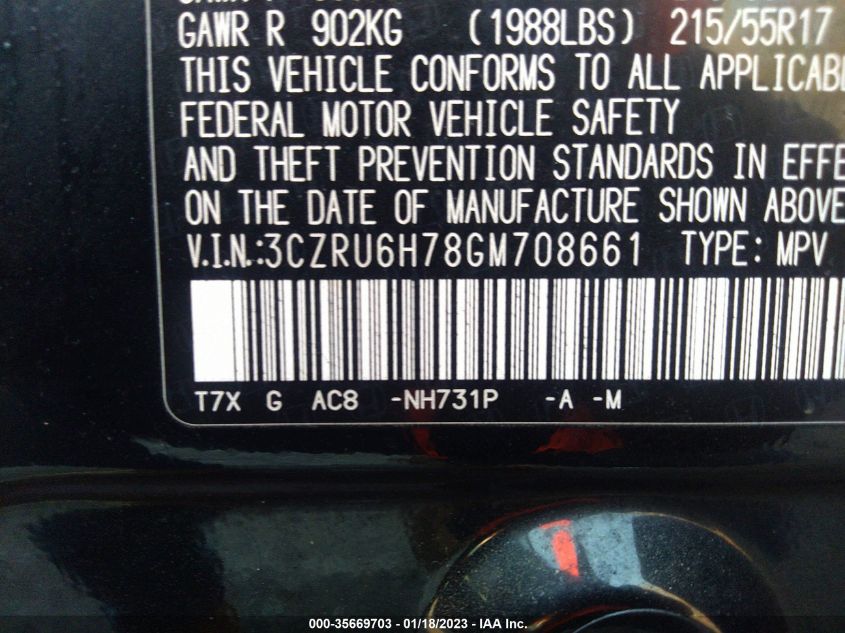 GAWR R 902KG (1988LBS) 215/55R17
THIS VEHICLE CONFORMS TO ALL APPLICABL
FEDERAL MOTOR VEHICLE SAFETY
AND THEFT PREVENTION STANDARDS IN EFFE
ON THE DATE OF MANUFACTURE SHOWN ABOVE
V.I.N.:3CZRU6H78GM708661 TYPE: MPV
T7X G AC8 -NH731P -A -M
000-35669703 - 01/18/2023 - IAA Inc.